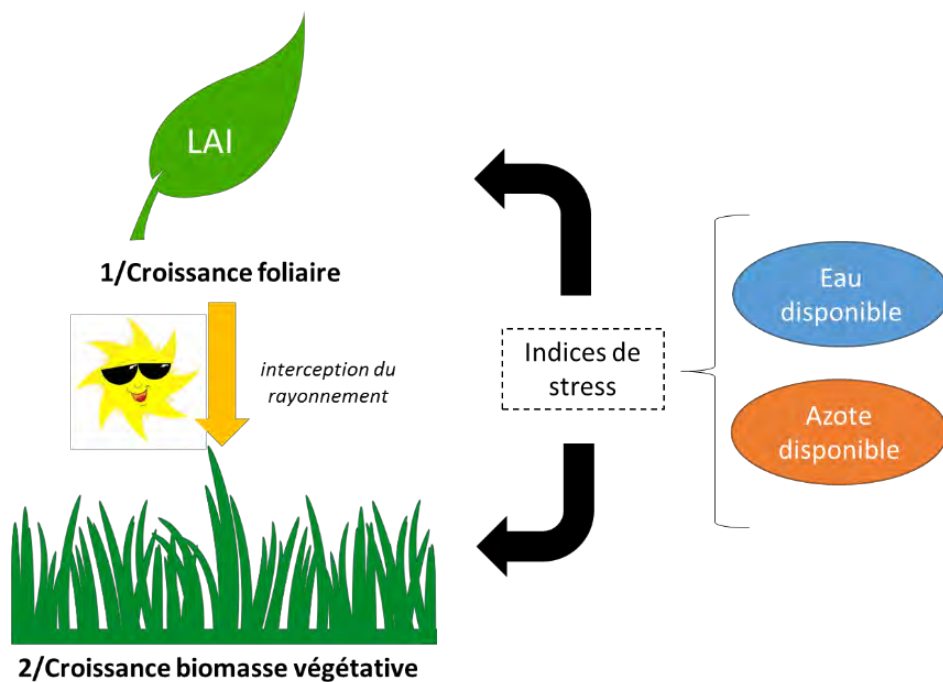 LAI
1/Croissance foliaire
interception du
rayonnement
2/Croissance biomasse végétative
Indices de
stress
Eau
disponible
Azote
disponible